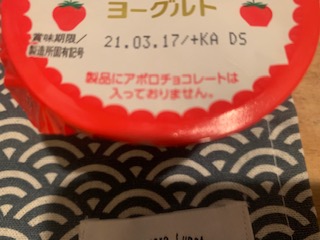 ヨーグルト
賞味期限/
製造所固有記号
21.03.17/+KA DS
製品にアポロチョコレートは
入っておりません。